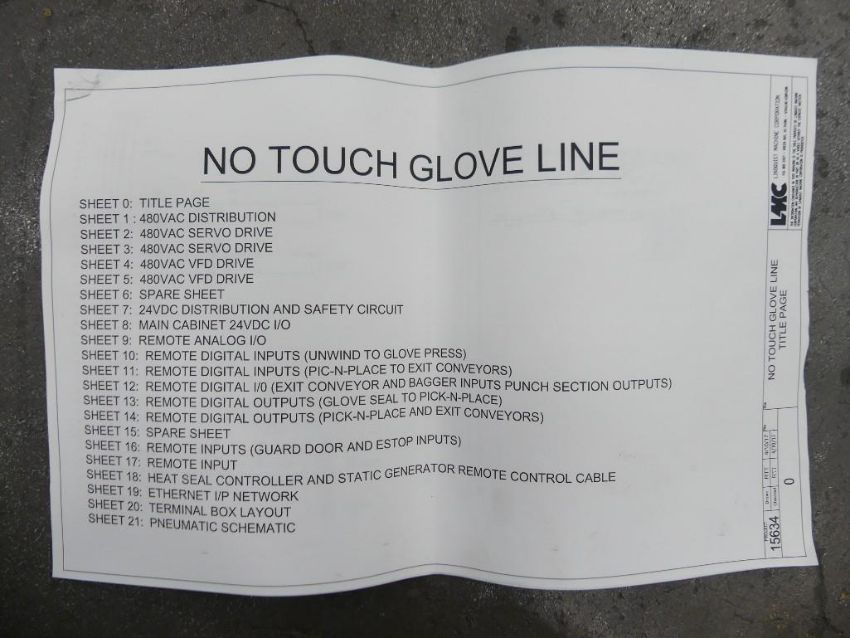 NO TOUCH GLOVE LINE
SHEET 0: TITLE PAGE
SHEET 1 : 480VAC DISTRIBUTION
SHEET 2: 480VAC SERVO DRIVE
SHEET 3: 480VAC SERVO DRIVE
SHEET 4: 480VAC VFD DRIVE
SHEET 5: 480VAC VFD DRIVE
SHEET 6: SPARE SHEET
SHEET 7: 24VDC DISTRIBUTION AND SAFETY CIRCUIT
SHEET 8: MAIN CABINET 24VDC I/O
SHEET 9: REMOTE ANALOG I/O
SHEET 10: REMOTE DIGITAL INPUTS (UNWIND TO GLOVE PRESS)
SHEET 11: REMOTE DIGITAL INPUTS (PIC-N-PLACE TO EXIT CONVEYORS)
SHEET 12: REMOTE DIGITAL I/0 (EXIT CONVEYOR AND BAGGER INPUTS PUNCH SECTION OUTPUTS)
SHEET 13: REMOTE DIGITAL OUTPUTS (GLOVE SEAL TO PICK-N-PLACE)
SHEET 14: REMOTE DIGITAL OUTPUTS (PICK-N-PLACE AND EXIT CONVEYORS)
SHEET 15: SPARE SHEET
SHEET 16: REMOTE INPUTS (GUARD DOOR AND ESTOP INPUTS)
SHEET 17: REMOTE INPUT
SHEET 18: HEAT SEAL CONTROLLER AND STATIC GENERATOR REMOTE CONTROL CABLE
SHEET 19: ETHERNET I/P NETWORK
SHEET 20: TERMINAL BOX LAYOUT
SHEET 21: PNEUMATIC SCHEMATIC
LMC
LINDQUIST MACHINE CORPORATION
NO TOUCH GLOVE LINE
TITLE PAGE
15634
0